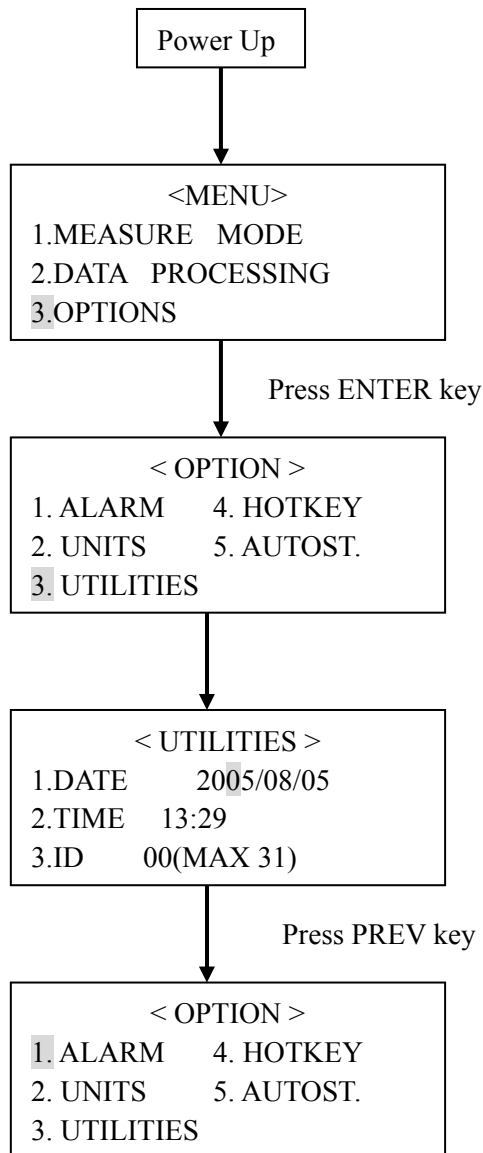 Power Up
<MENU>
1.MEASURE MODE
2.DATA PROCESSING
3.OPTIONS
Press ENTER key
< OPTION >
1. ALARM 4. HOTKEY
2. UNITS 5. AUTOST.
3. UTILITIES
< UTILITIES >
1.DATE 2005/08/05
2.TIME 13:29
3.ID 00(MAX 31)
Press PREV key
< OPTION >
1. ALARM 4. HOTKEY
2. UNITS 5. AUTOST.
3. UTILITIES